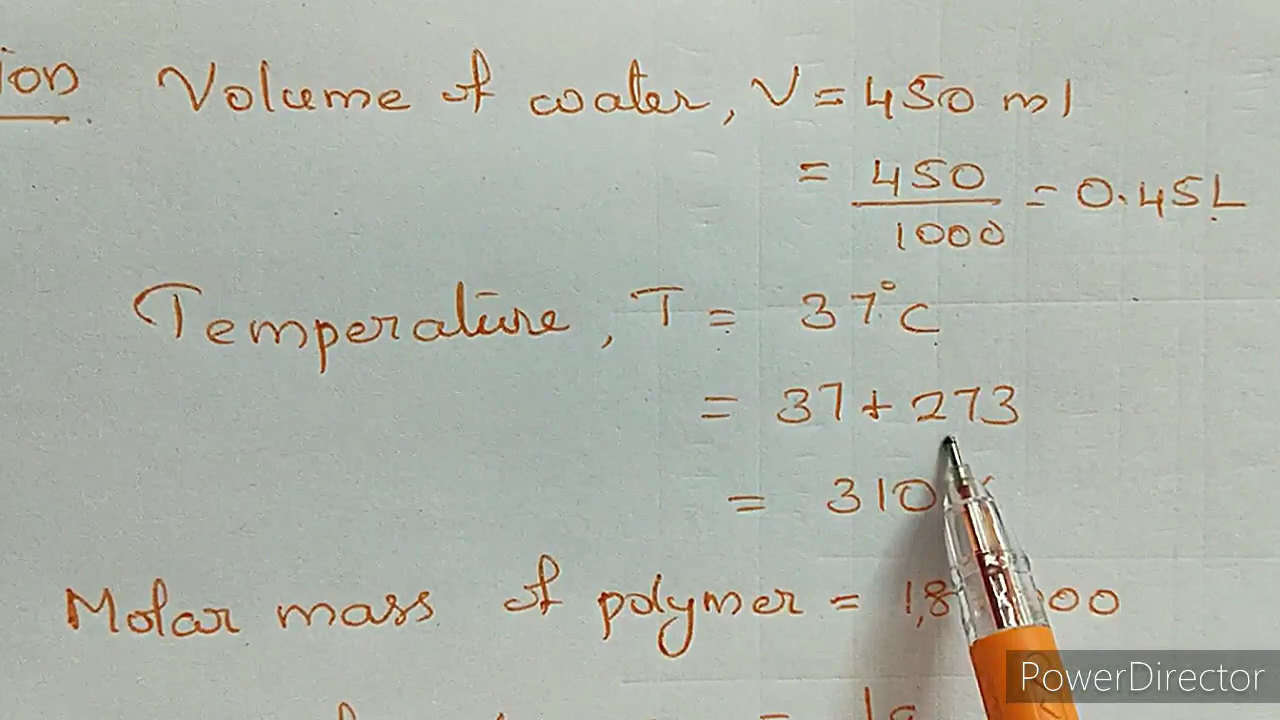 ion Volume of water, V = 450 ml
= 450/1000 = 0.45L
Temperature, T = 37°C
= 37 + 273
= 310
Molar mass of polymer = 1,8 00
=
PowerDirector